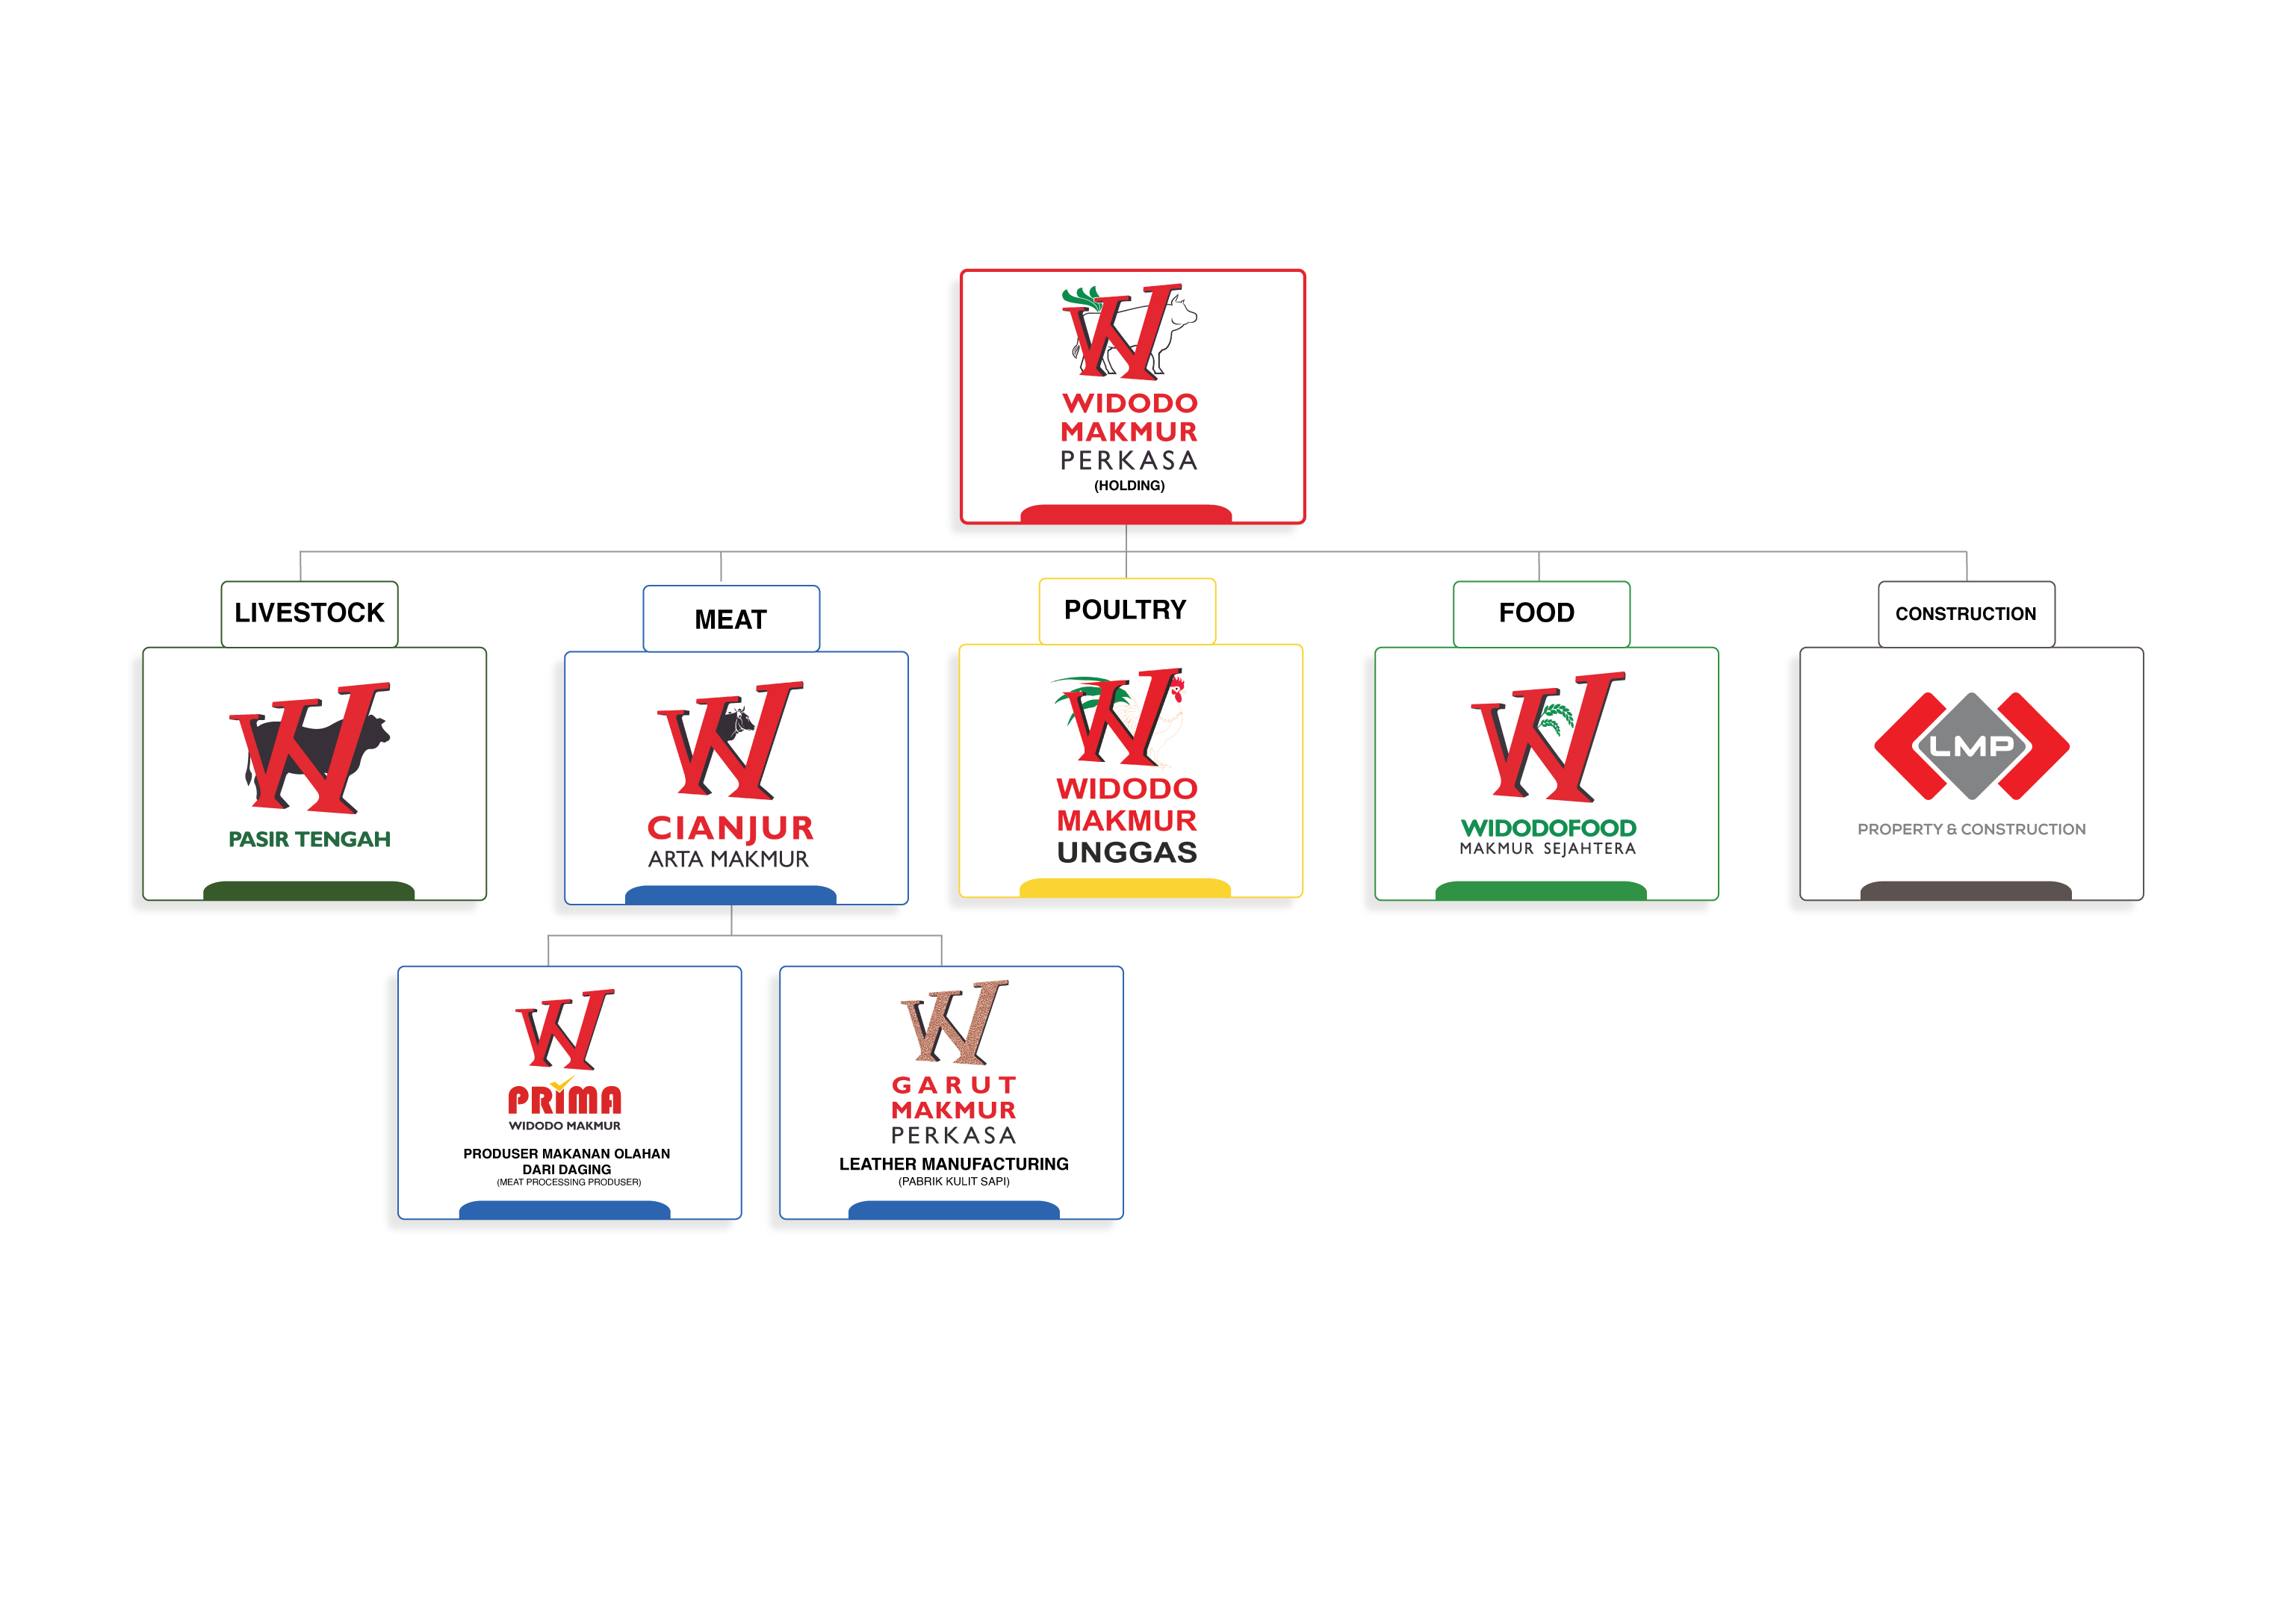 WIDODO
MAKMUR
PERKASA
(HOLDING)
LIVESTOCK
MEAT
POULTRY
FOOD
CONSTRUCTION
PASIR TENGAH
CIANJUR
ARTA MAKMUR
WIDODO
MAKMUR
UNGGAS
WIDODOFOOD
MAKMUR SEJAHTERA
LMP
PROPERTY & CONSTRUCTION
PRIMA
WIDODO MAKMUR
PRODUSER MAKANAN OLAHAN
DARI DAGING
(MEAT PROCESSING PRODUSER)
GARUT
MAKMUR
PERKASA
LEATHER MANUFACTURING
(PABRIK KULIT SAPI)